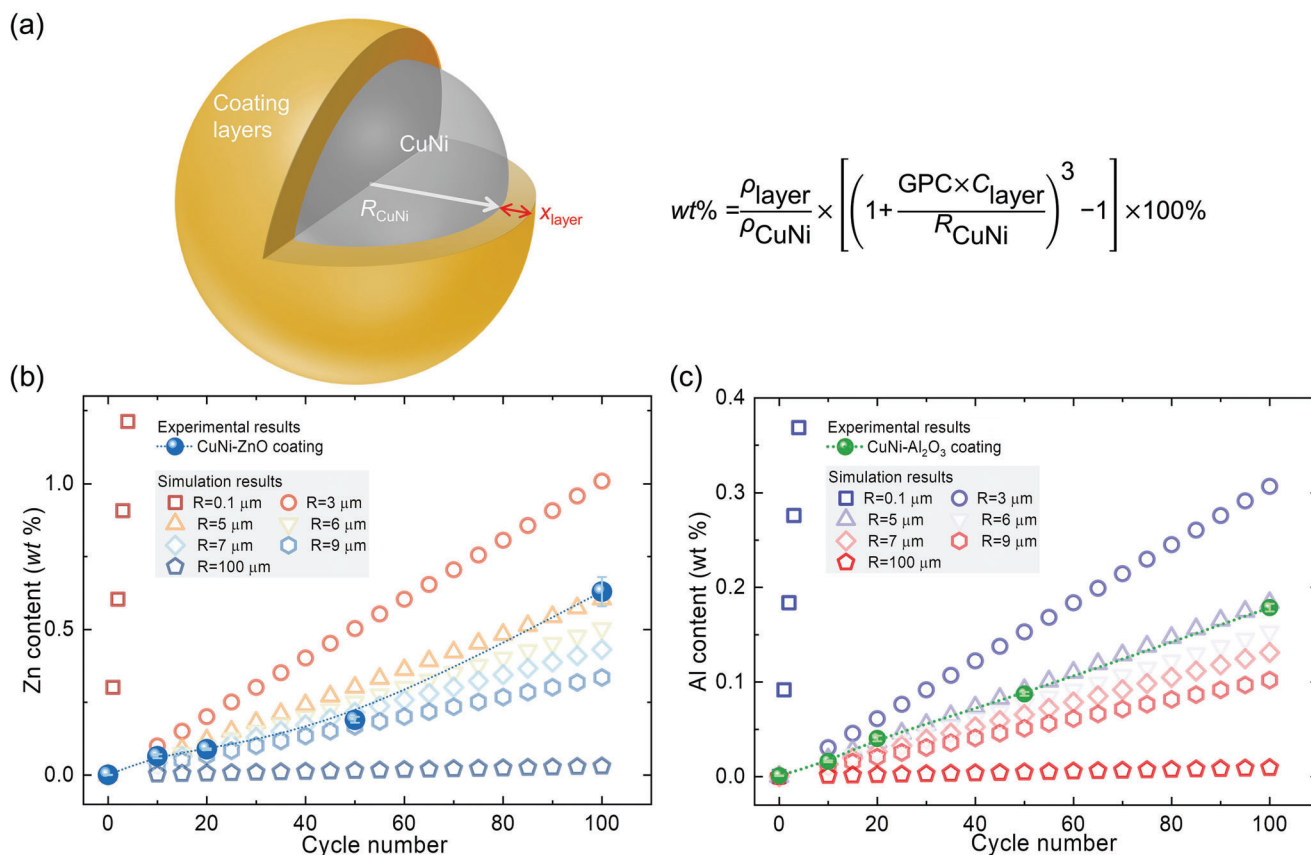 (a)
Coating
layers
CuNi
R_CuNi
x_layer
wt% = ρ_layer / ρ_CuNi × [ ( 1+ GPC×C_layer / R_CuNi )^3 −1 ] ×100%
(b)
Zn content (wt %)
1.0
0.5
0.0
Experimental results
CuNi-ZnO coating
Simulation results
R=0.1 μm R=3 μm
R=5 μm R=6 μm
R=7 μm R=9 μm
R=100 μm
0 20 40 60 80 100
Cycle number
(c)
Al content (wt %)
0.4
0.3
0.2
0.1
0.0
Experimental results
CuNi-Al₂O₃ coating
Simulation results
R=0.1 μm R=3 μm
R=5 μm R=6 μm
R=7 μm R=9 μm
R=100 μm
0 20 40 60 80 100
Cycle number